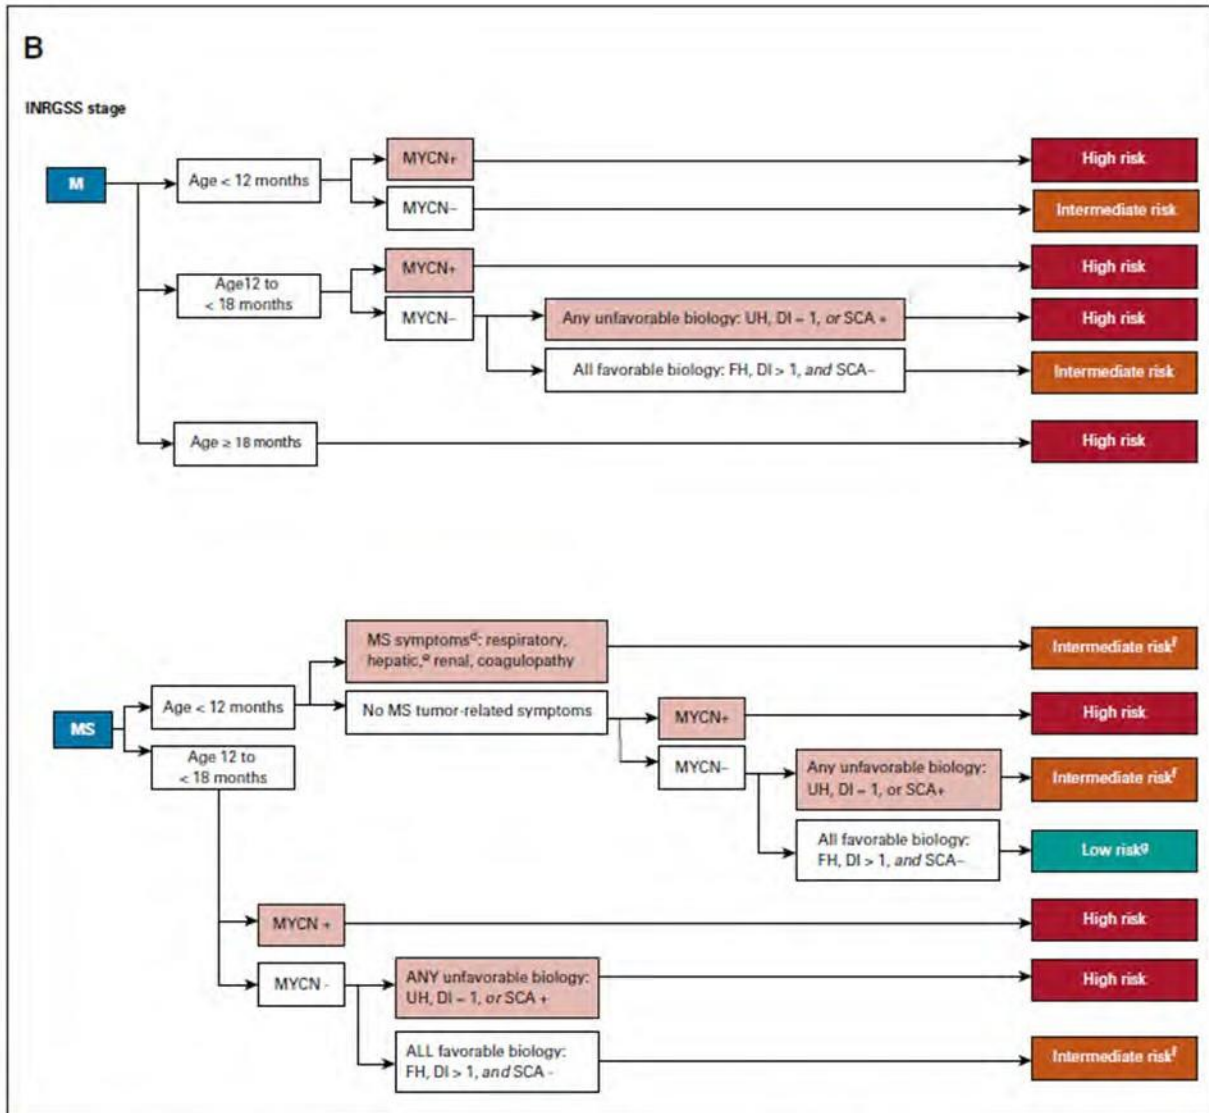 B
INRGSS stage
M
Age < 12 months
MYCN+
High risk
MYCN–
Intermediate risk
Age12 to
< 18 months
MYCN+
High risk
MYCN–
Any unfavorable biology: UH, DI – 1, or SCA +
High risk
All favorable biology: FH, DI > 1, and SCA–
Intermediate risk
Age ≥ 18 months
High risk
MS
Age < 12 months
MS symptomsᵈ: respiratory,
hepatic,ᵉ renal, coagulopathy
Intermediate riskᶠ
No MS tumor-related symptoms
MYCN+
High risk
MYCN–
Any unfavorable biology:
UH, DI – 1, or SCA+
Intermediate riskᶠ
All favorable biology:
FH, DI > 1, and SCA–
Low riskᵍ
Age 12 to
< 18 months
MYCN +
High risk
MYCN -
ANY unfavorable biology:
UH, DI – 1, or SCA +
High risk
ALL favorable biology:
FH, DI > 1, and SCA -
Intermediate riskᶠ